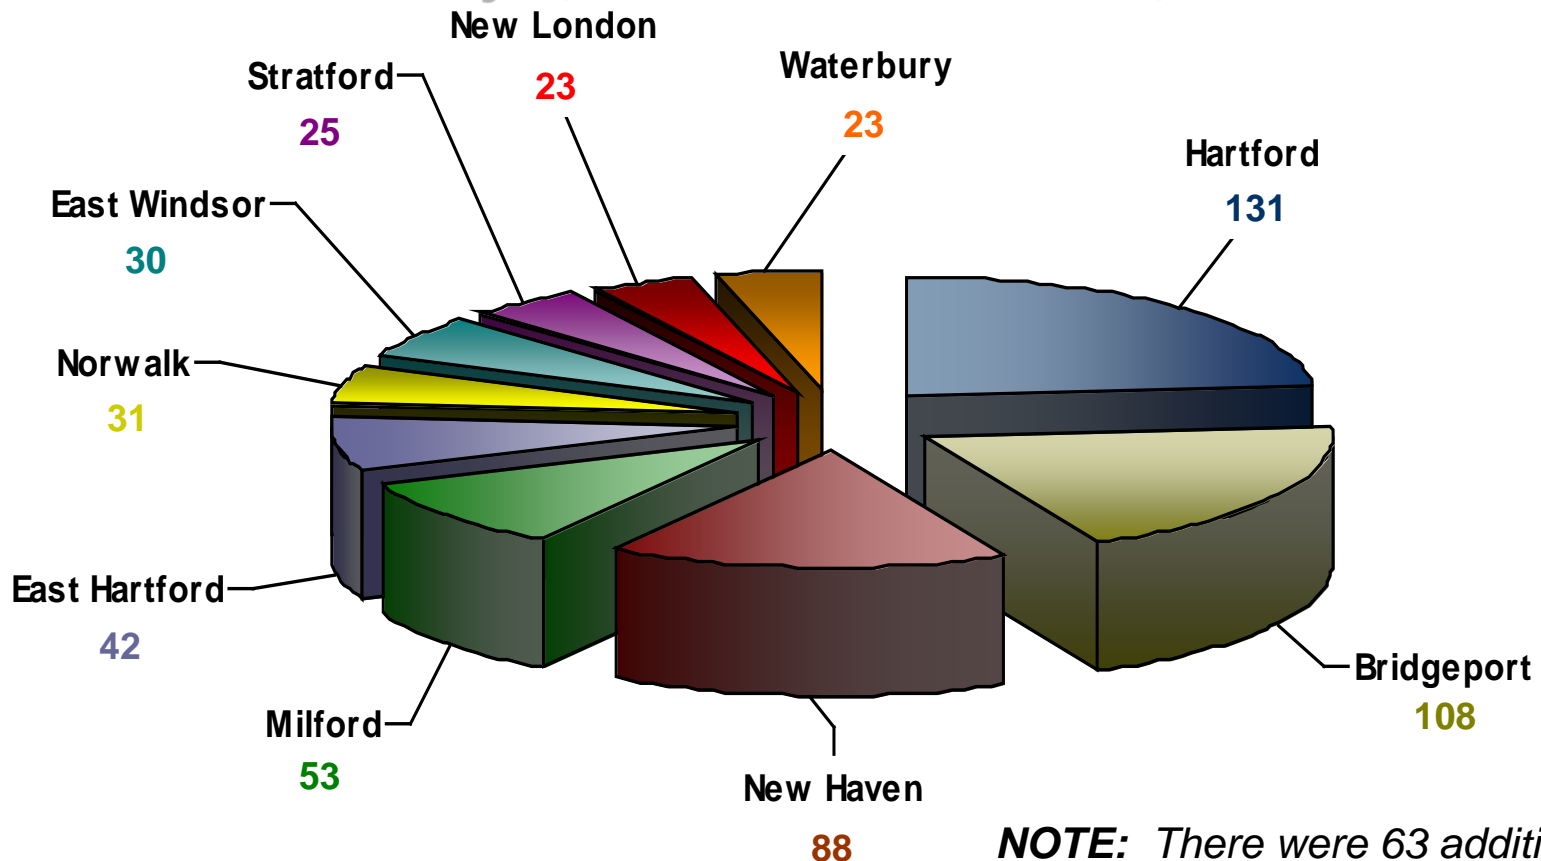 New London
23
Waterbury
23
Stratford
25
Hartford
131
East Windsor
30
Norwalk
31
East Hartford
42
Bridgeport
108
Milford
53
New Haven
88
NOTE: There were 63